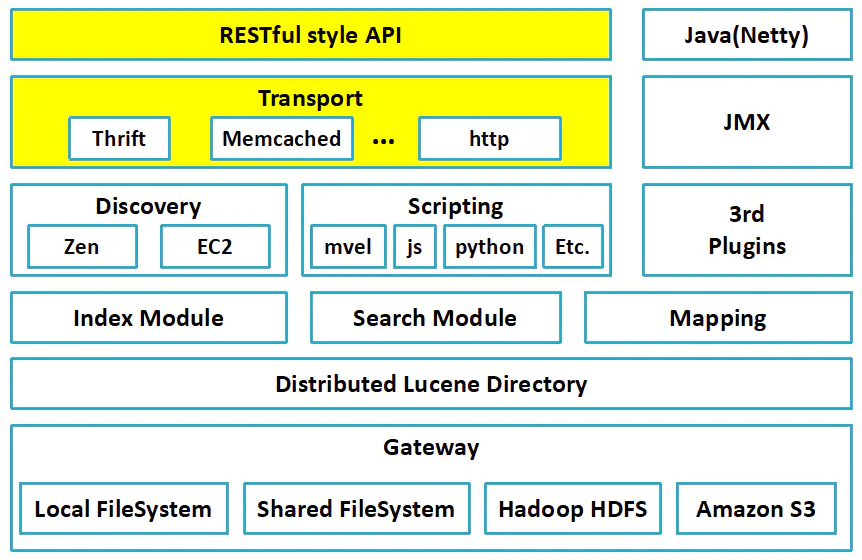 RESTful style API
Java(Netty)
Transport
Thrift
Memcached
...
http
JMX
Discovery
Zen
EC2
Scripting
mvel
js
python
Etc.
3rd
Plugins
Index Module
Search Module
Mapping
Distributed Lucene Directory
Gateway
Local FileSystem
Shared FileSystem
Hadoop HDFS
Amazon S3